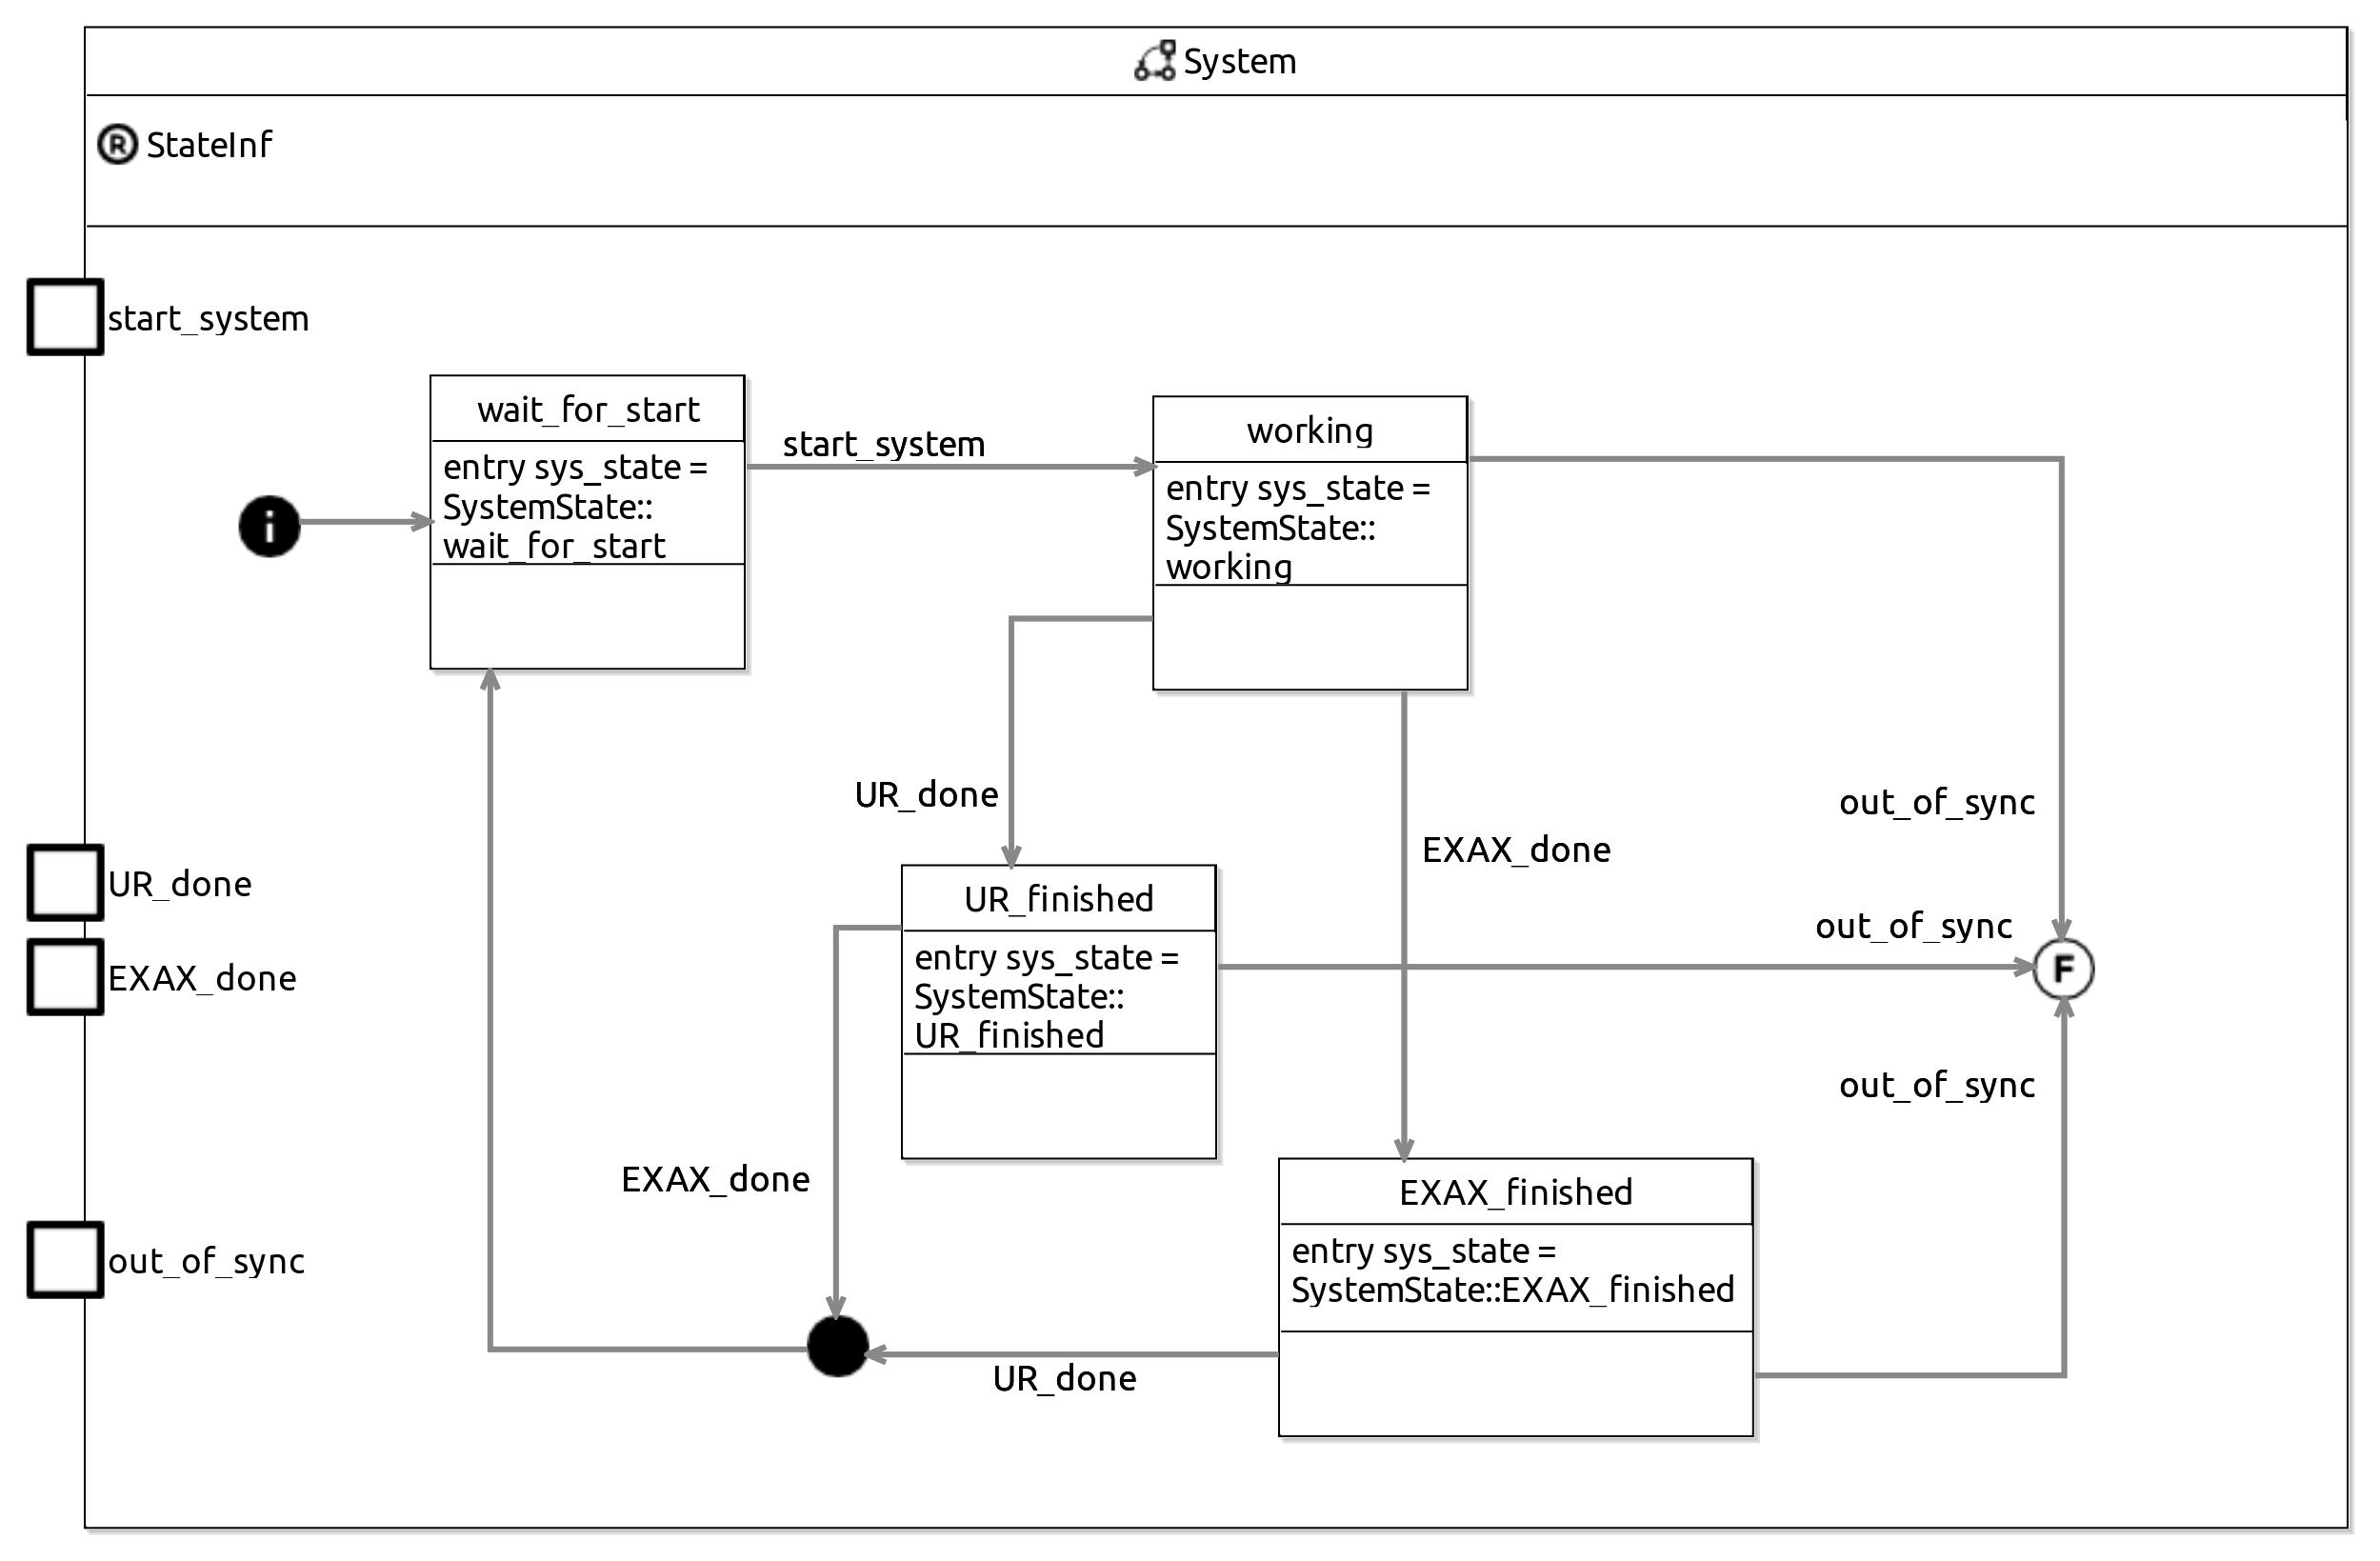 System
R StateInf
start_system
wait_for_start
entry sys_state =
SystemState::
wait_for_start
i
start_system
working
entry sys_state =
SystemState::
working
UR_done
EXAX_done
out_of_sync
UR_done
EXAX_done
UR_finished
entry sys_state =
SystemState::
UR_finished
out_of_sync
F
out_of_sync
EXAX_done
EXAX_finished
entry sys_state =
SystemState::EXAX_finished
out_of_sync
UR_done